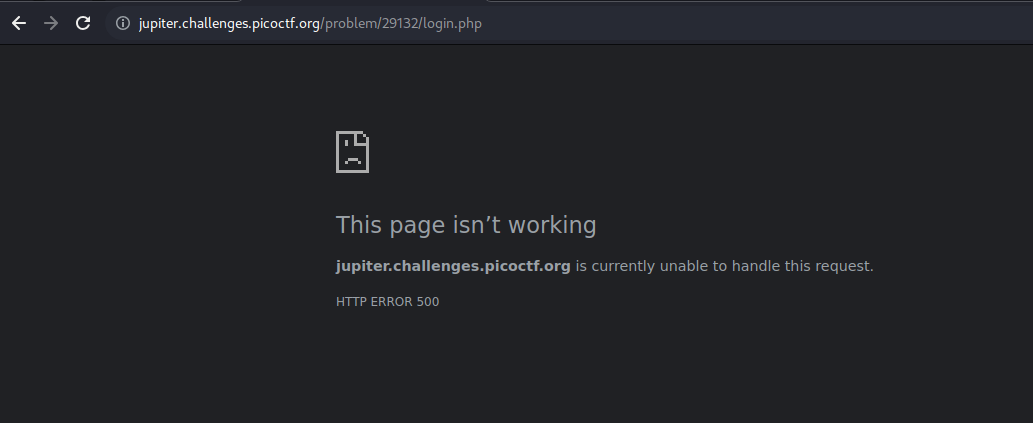 jupiter.challenges.picoctf.org/problem/29132/login.php
This page isn’t working
jupiter.challenges.picoctf.org is currently unable to handle this request.
HTTP ERROR 500